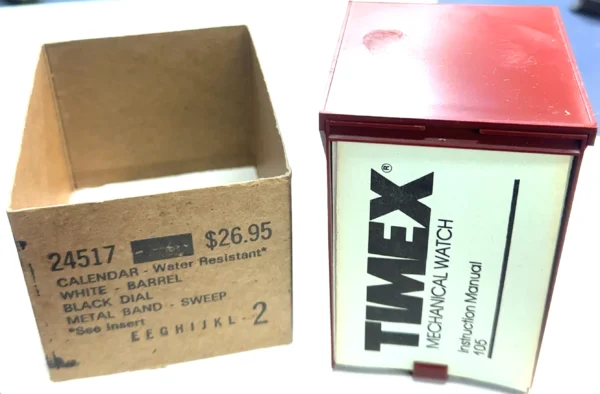 24517 $26.95
CALENDAR - Water Resistant*
WHITE - BARREL
BLACK DIAL
METAL BAND - SWEEP
*See Insert
EEGHIJKL 2
TIMEX®
MECHANICAL WATCH
Instruction Manual
105